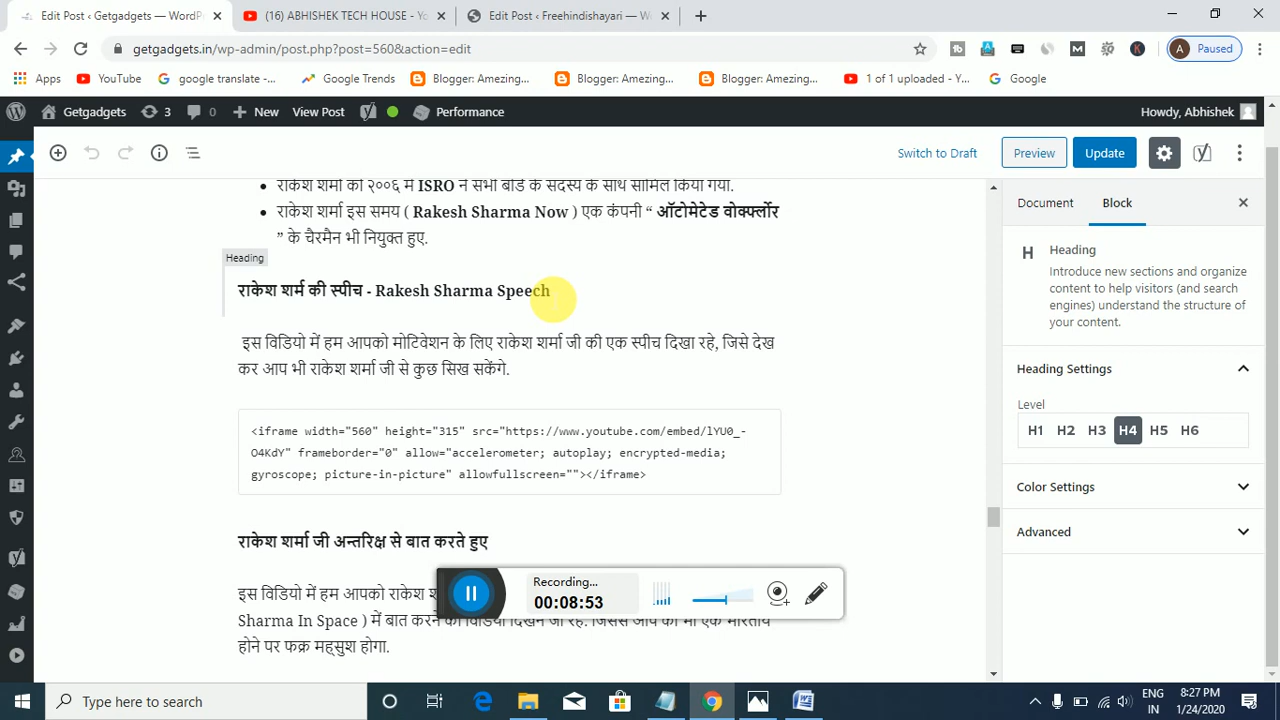 Edit Post ‹ Getgadgets — WordP
(16) ABHISHEK TECH HOUSE - Yo
Edit Post ‹ Freehindishayari — Wo
getgadgets.in/wp-admin/post.php?post=560&action=edit
A Paused
Apps YouTube google translate -... Google Trends Blogger: Amezing... Blogger: Amezing... Blogger: Amezing... 1 of 1 uploaded - Y... Google
Getgadgets 3 0 New View Post Performance Howdy, Abhishek
Switch to Draft Preview Update
राकेश शर्मा को २००६ में ISRO ने सभी बोर्ड के सदस्य के साथ सामिल किया गया.
राकेश शर्मा इस समय ( Rakesh Sharma Now ) एक कंपनी “ ऑटोमेटेड वोर्क्फ्लोर
” के चैरमैन भी नियुक्त हुए.
Heading
राकेश शर्म की स्पीच - Rakesh Sharma Speech
इस विडियो में हम आपको मोटिवेशन के लिए राकेश शर्मा जी की एक स्पीच दिखा रहे, जिसे देख
कर आप भी राकेश शर्मा जी से कुछ सिख सकेंगे.
<iframe width="560" height="315" src="https://www.youtube.com/embed/lYU0_-
O4KdY" frameborder="0" allow="accelerometer; autoplay; encrypted-media;
gyroscope; picture-in-picture" allowfullscreen=""></iframe>
राकेश शर्मा जी अन्तरिक्ष से बात करते हुए
इस विडियो में हम आपको राकेश
Sharma In Space ) में बात करने का विडियो दिखने जा रहे. जिससे आप को भी एक भारतीय
होने पर फक्र महसुश होगा.
Recording...
00:08:53
Document Block
Heading
Introduce new sections and organize
content to help visitors (and search
engines) understand the structure of
your content.
Heading Settings
Level
H1 H2 H3 H4 H5 H6
Color Settings
Advanced
Type here to search
ENG
IN
8:27 PM
1/24/2020